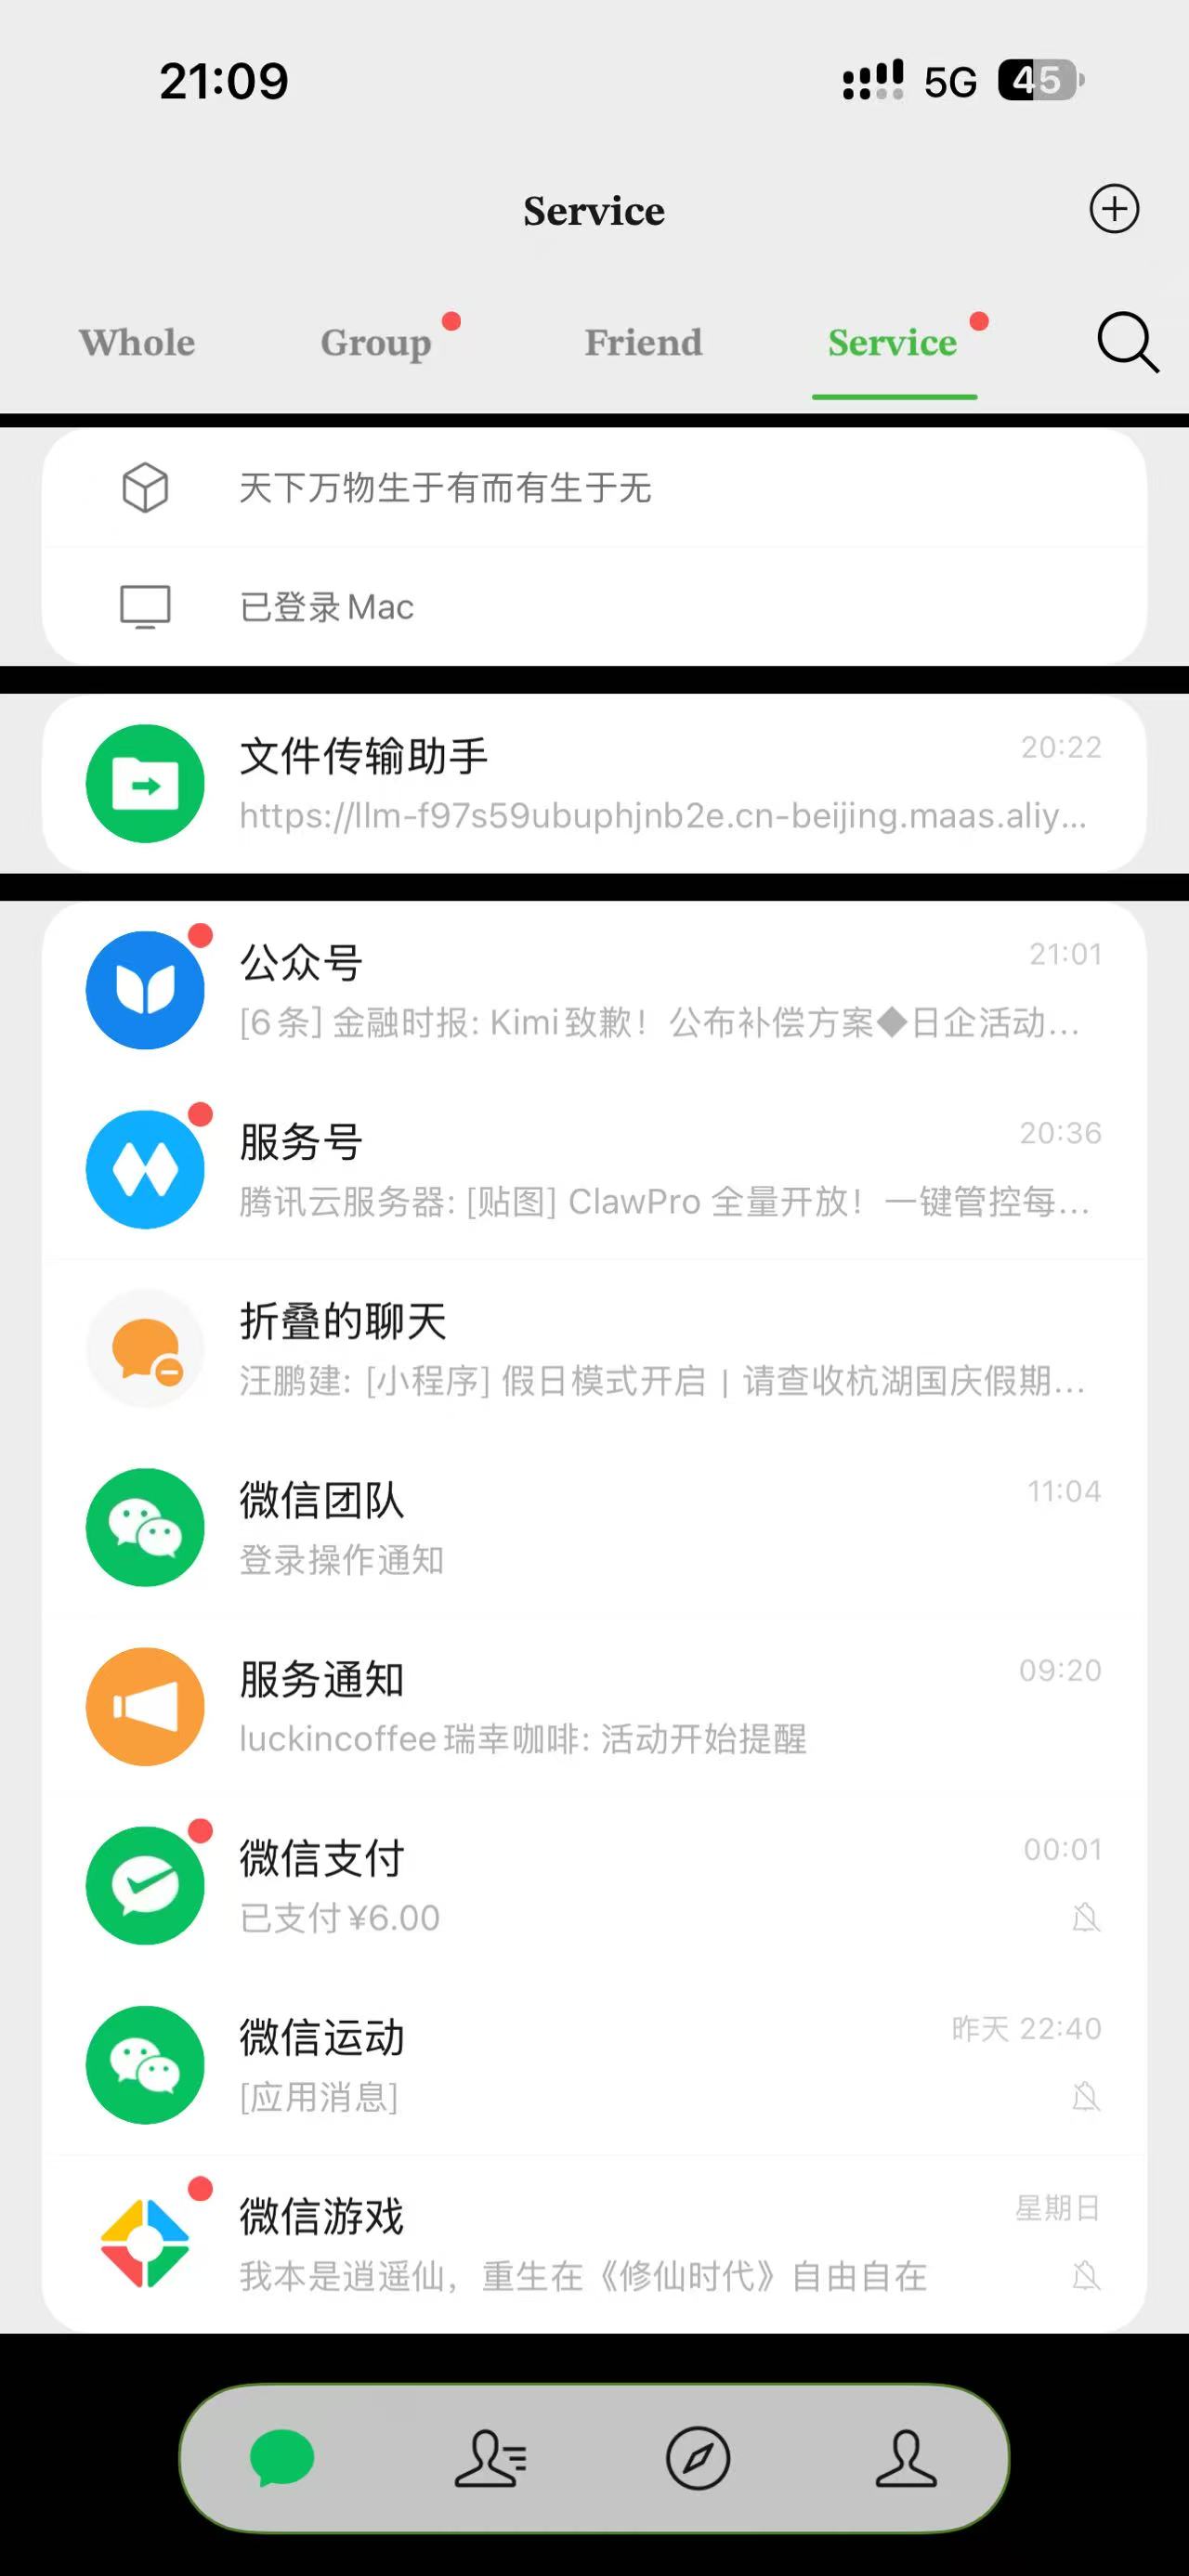 21:09
5G
45
Service
Whole
Group
Friend
Service
天下万物生于有而有生于无
已登录Mac
文件传输助手
20:22
https://llm-f97s59ubuphjnb2e.cn-beijing.maas.aliy...
公众号
21:01
[6条] 金融时报: Kimi致歉！公布补偿方案◆日企活动...
服务号
20:36
腾讯云服务器: [贴图] ClawPro 全量开放！一键管控每...
折叠的聊天
汪鹏建: [小程序] 假日模式开启 | 请查收杭湖国庆假期...
微信团队
11:04
登录操作通知
服务通知
09:20
luckincoffee瑞幸咖啡: 活动开始提醒
微信支付
00:01
已支付¥6.00
微信运动
昨天 22:40
[应用消息]
微信游戏
星期日
我本是逍遥仙，重生在《修仙时代》自由自在